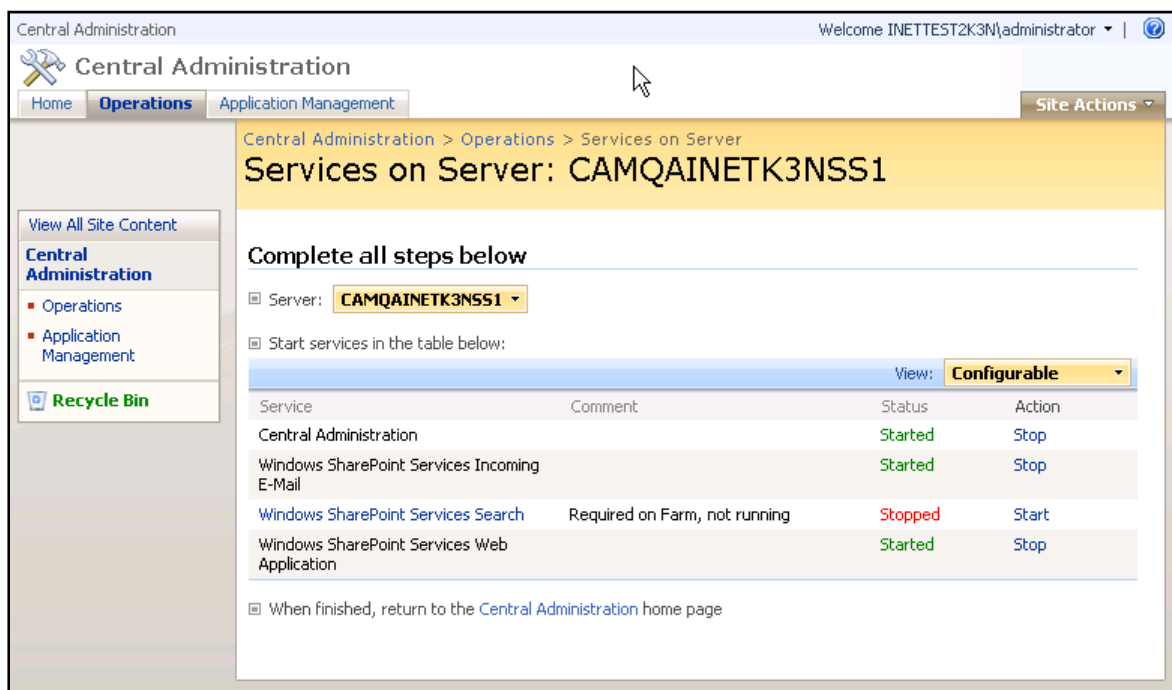 Central Administration
Welcome INETTEST2K3N\administrator |
Central Administration
Home Operations Application Management
Site Actions
Central Administration > Operations > Services on Server
Services on Server: CAMQAINETK3NSS1
View All Site Content
Central
Administration
Operations
Application
Management
Recycle Bin
Complete all steps below
Server: CAMQAINETK3NSS1
Start services in the table below:
View: Configurable
Service Comment Status Action
Central Administration Started Stop
Windows SharePoint Services Incoming
E-Mail Started Stop
Windows SharePoint Services Search Required on Farm, not running Stopped Start
Windows SharePoint Services Web
Application Started Stop
When finished, return to the Central Administration home page